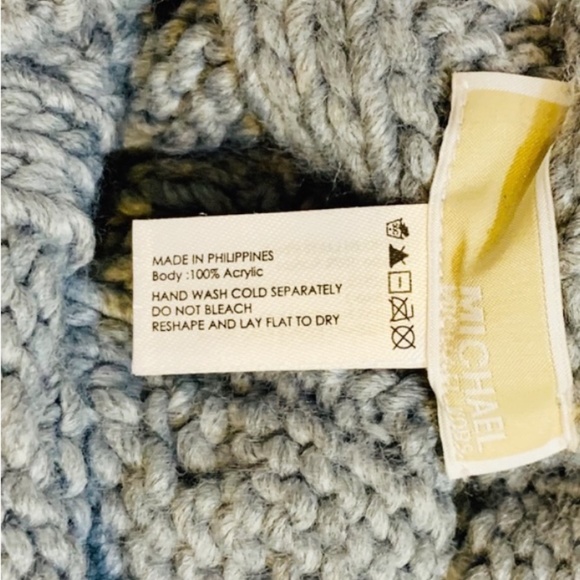 MADE IN PHILIPPINES
Body :100% Acrylic
HAND WASH COLD SEPARATELY
DO NOT BLEACH
RESHAPE AND LAY FLAT TO DRY
MICHAEL